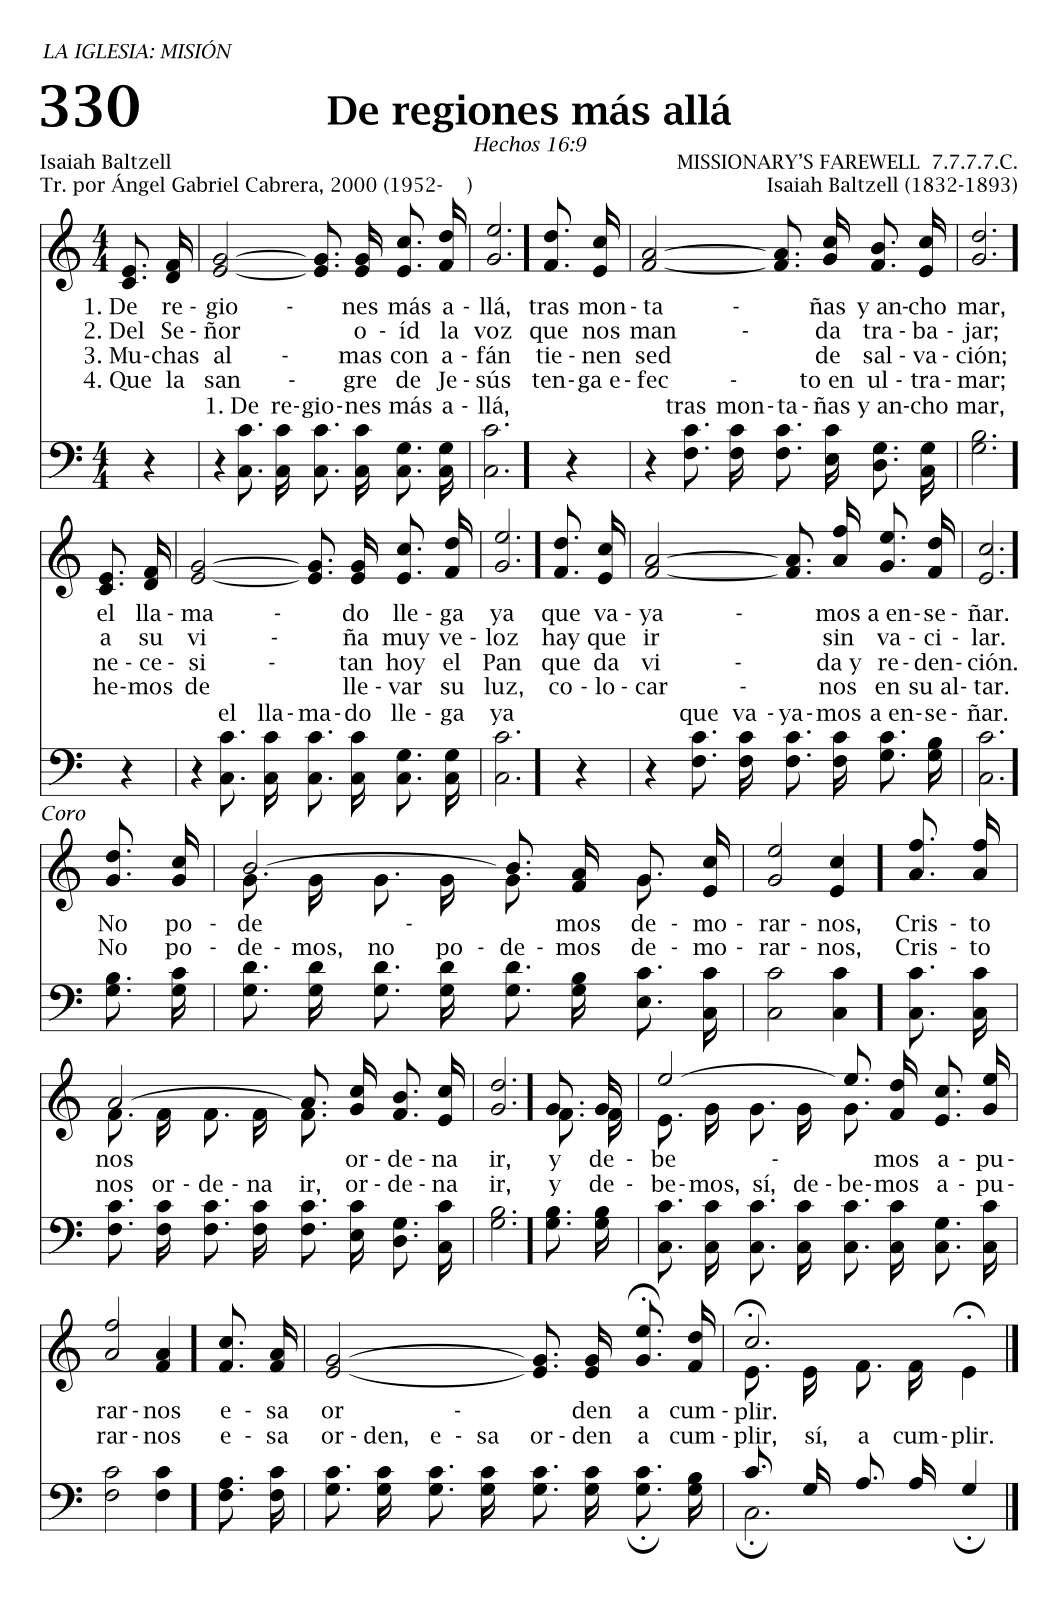 LA IGLESIA: MISIÓN
330
De regiones más allá
Hechos 16:9
Isaiah Baltzell
MISSIONARY’S FAREWELL 7.7.7.7.C.
Tr. por Ángel Gabriel Cabrera, 2000 (1952- )
Isaiah Baltzell (1832-1893)
1. De re - gio - nes más a - llá, tras mon - ta - ñas y an - cho mar,
2. Del Se - ñor o - íd la voz que nos man - da tra - ba - jar;
3. Mu - chas al - mas con a - fán tie - nen sed de sal - va - ción;
4. Que la san - gre de Je - sús ten - ga e - fec - to en ul - tra - mar;
1. De re - gio - nes más a - llá, tras mon - ta - ñas y an - cho mar,
el lla - ma - do lle - ga ya que va - ya - mos a en - se - ñar.
a su vi - ña muy ve - loz hay que ir sin va - ci - lar.
ne - ce - si - tan hoy el Pan que da vi - da y re - den - ción.
he - mos de lle - var su luz, co - lo - car - nos en su al - tar.
el lla - ma - do lle - ga ya que va - ya - mos a en - se - ñar.
Coro
No po - de - mos de - mo - rar - nos, Cris - to
No po - de - mos, no po - de - mos de - mo - rar - nos, Cris - to
nos or - de - na ir, y de - be - mos a - pu -
nos or - de - na ir, or - de - na ir, y de - be - mos, sí, de - be - mos a - pu -
rar - nos e - sa or - den a cum - plir.
rar - nos e - sa or - den, e - sa or - den a cum - plir, sí, a cum - plir.